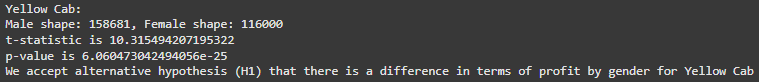 Yellow Cab:
Male shape: 158681, Female shape: 116000
t-statistic is 10.315494207195322
p-value is 6.060473042494056e-25
We accept alternative hypothesis (H1) that there is a difference in terms of profit by gender for Yellow Cab